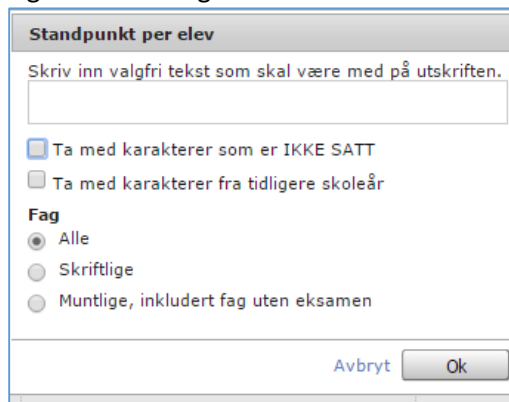 Standpunkt per elev
Skriv inn valgfri tekst som skal være med på utskriften.
Ta med karakterer som er IKKE SATT
Ta med karakterer fra tidligere skoleår
Fag
Alle
Skriftlige
Muntlige, inkludert fag uten eksamen
Avbryt Ok